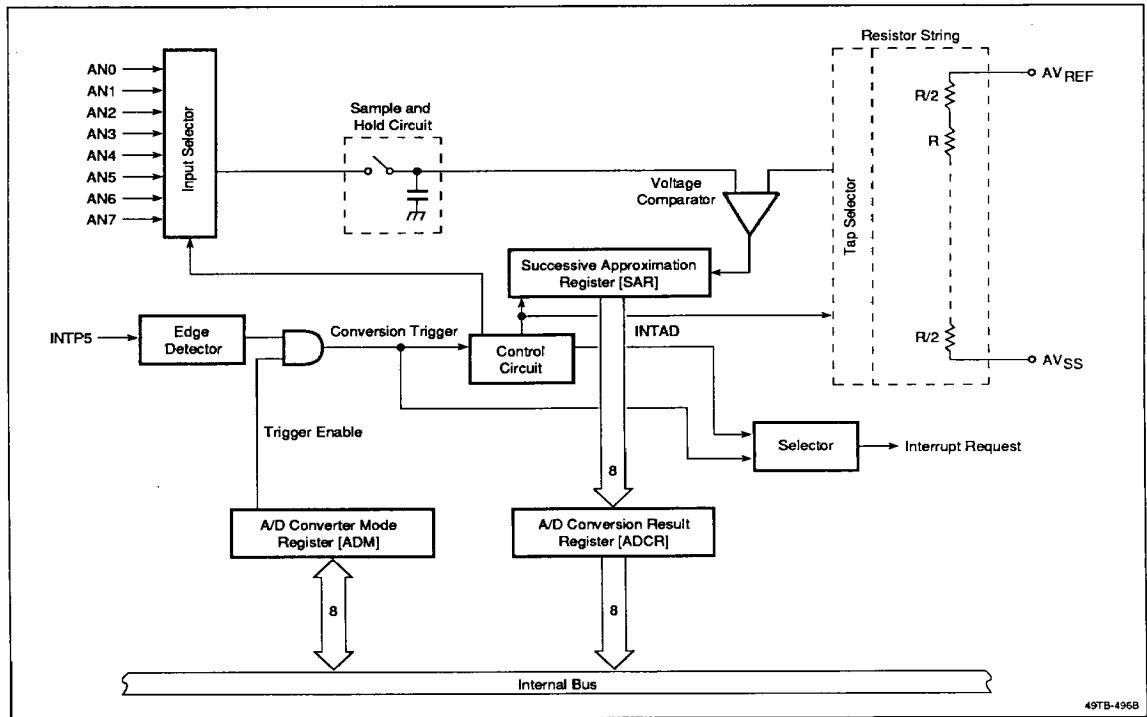 Resistor String
AN0
AN1
AN2
AN3
AN4
AN5
AN6
AN7
Input Selector
Sample and
Hold Circuit
Voltage
Comparator
Tap Selector
R/2
R
R/2
AVREF
AVSS
Successive Approximation
Register [SAR]
INTP5
Edge
Detector
Conversion Trigger
Control
Circuit
INTAD
Trigger Enable
Selector
Interrupt Request
8
A/D Converter Mode
Register [ADM]
A/D Conversion Result
Register [ADCR]
8
8
Internal Bus
49TB-496B